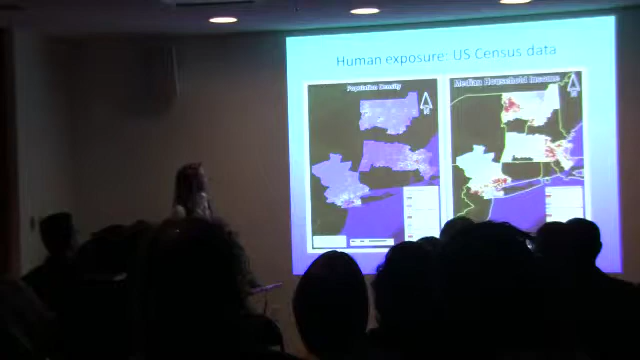 Human exposure: US Census data
Population Density
Median Household Income